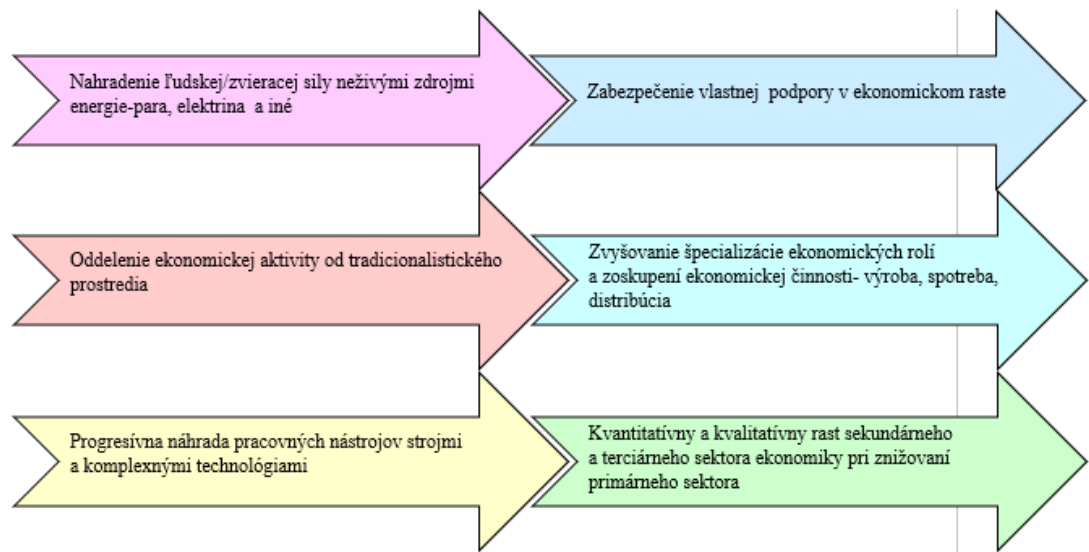 Nahradenie ľudskej/zvieracej sily neživými zdrojmi
energie-para, elektrina a iné
Zabezpečenie vlastnej podpory v ekonomickom raste
Oddelenie ekonomickej aktivity od tradicionalistického
prostredia
Zvyšovanie špecializácie ekonomických rolí
a zoskupení ekonomickej činnosti- výroba, spotreba,
distribúcia
Progresívna náhrada pracovných nástrojov strojmi
a komplexnými technológiami
Kvantitatívny a kvalitatívny rast sekundárneho
a terciárneho sektora ekonomiky pri znižovaní
primárneho sektora